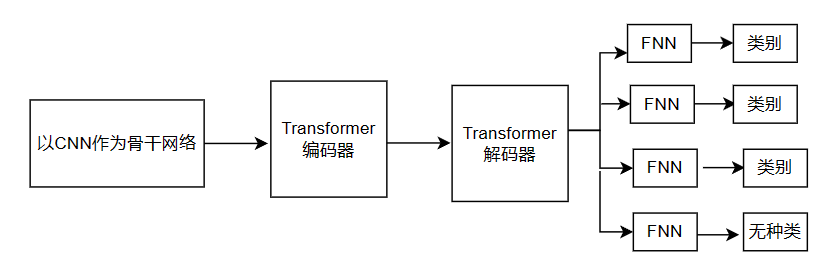 以CNN作为骨干网络
Transformer
编码器
Transformer
解码器
FNN
类别
FNN
类别
FNN
类别
FNN
无种类